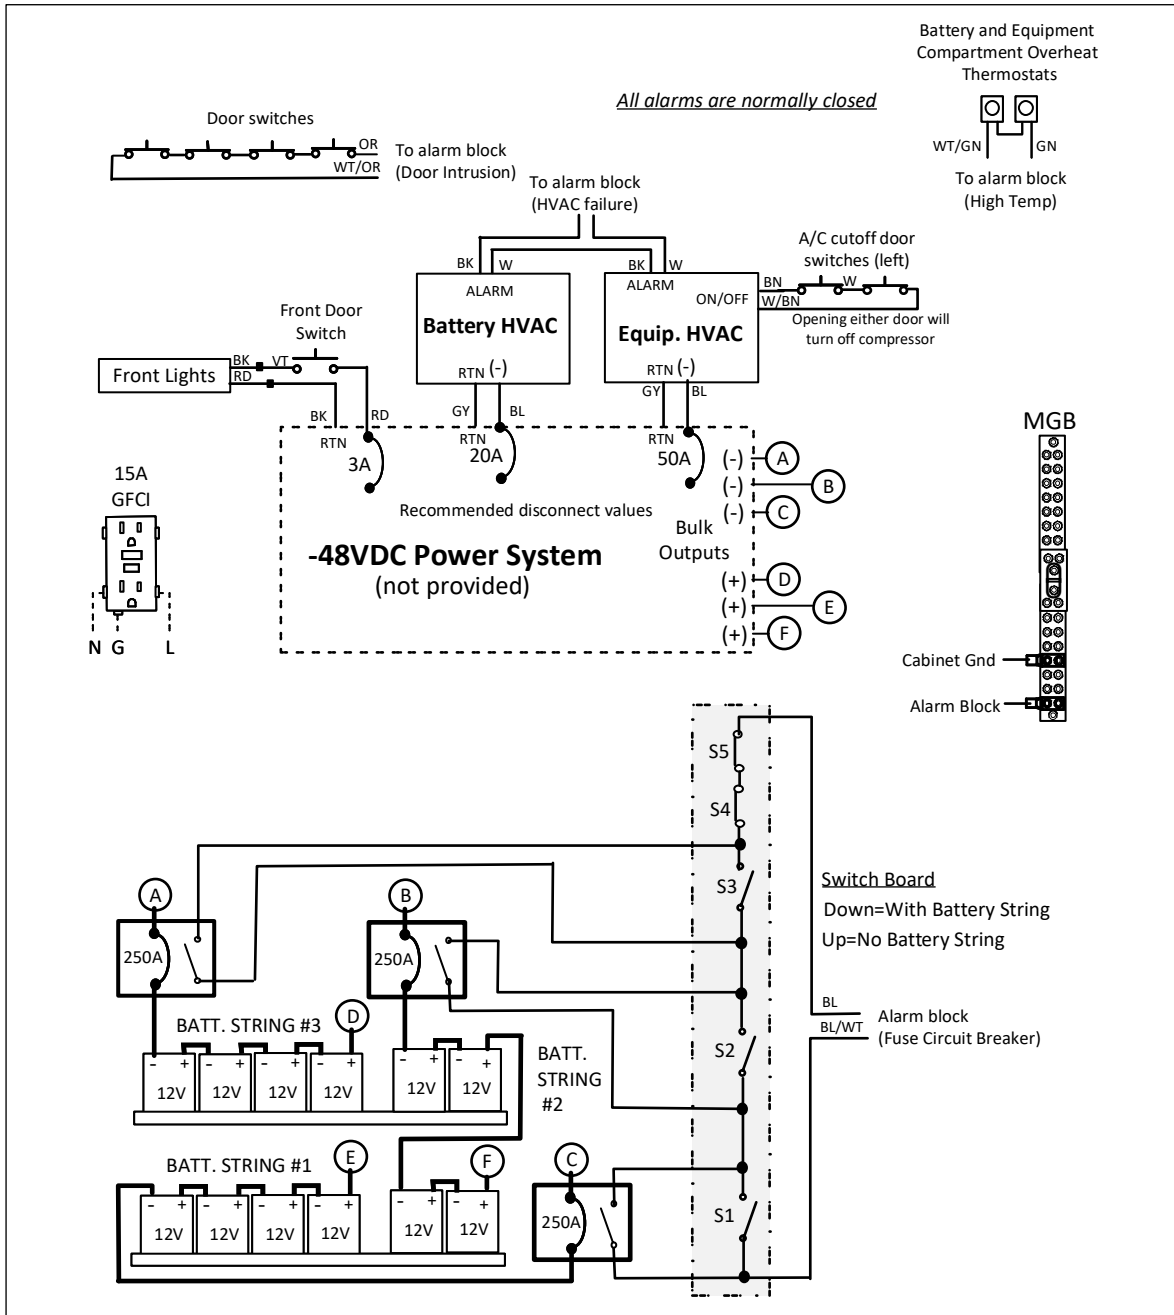 Battery and Equipment
Compartment Overheat
Thermostats
All alarms are normally closed
Door switches
OR
WT/OR
To alarm block
(Door Intrusion)
WT/GN
GN
To alarm block
(High Temp)
To alarm block
(HVAC failure)
A/C cutoff door
switches (left)
BK
W
ALARM
Battery HVAC
RTN (-)
GY
BL
BK
W
ALARM
ON/OFF
Equip. HVAC
RTN (-)
GY
BL
BN
W
W/BN
Opening either door will
turn off compressor
Front Door
Switch
Front Lights
BK
VT
RD
BK
RD
RTN
3A
RTN
20A
RTN
50A
Recommended disconnect values
-48VDC Power System
(not provided)
Bulk
Outputs
(-)
A
(-)
B
(-)
C
(+)
D
(+)
E
(+)
F
15A
GFCI
N G L
MGB
Cabinet Gnd
Alarm Block
S5
S4
S3
S2
S1
Switch Board
Down=With Battery String
Up=No Battery String
BL
BL/WT
Alarm block
(Fuse Circuit Breaker)
A
250A
B
250A
BATT. STRING #3
D
- + - + - + - +
12V 12V 12V 12V
- + - +
12V 12V
BATT.
STRING
#2
BATT. STRING #1
E
F
C
250A
- + - + - + - +
12V 12V 12V 12V
- + - +
12V 12V